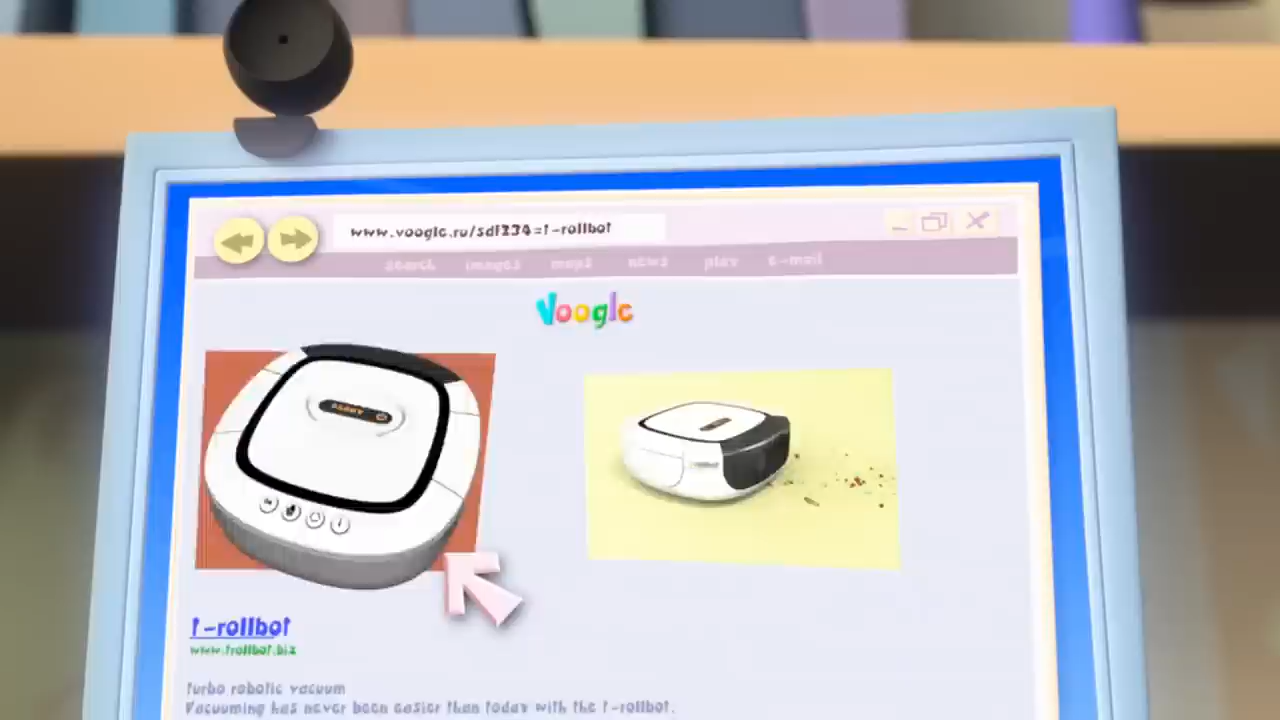 www.voogle.ru/sdf234=t-rollbot
search images maps news play e-mail
Voogle
t-rollbot
www.trollbot.biz
turbo robotic vacuum
Vacuuming has never been easier than today with the t-rollbot.